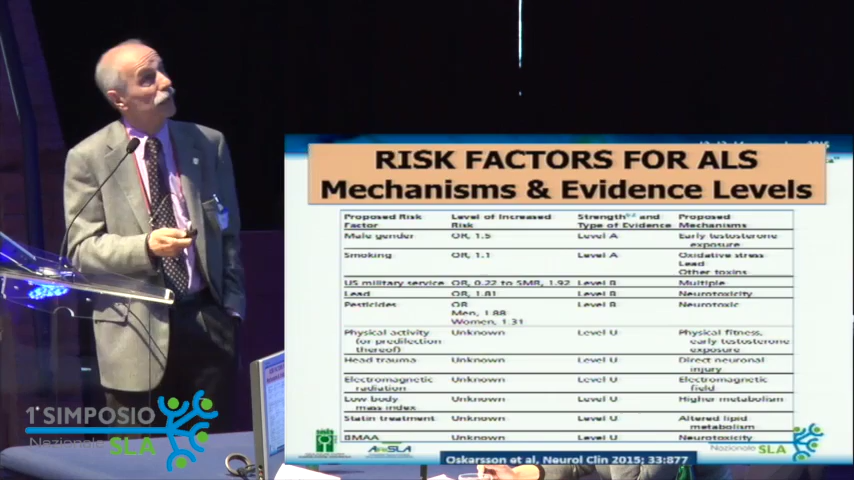 RISK FACTORS FOR ALS
Mechanisms & Evidence Levels
Proposed Risk Factor Level of Increased Risk Strength and Type of Evidence Proposed Mechanisms
Male gender OR, 1.5 Level A Early testosterone exposure
Smoking OR, 1.1 Level A Oxidative stress Lead Other toxins
US military service OR, 0.22 to SMR, 1.92 Level B Multiple
Lead OR, 1.81 Level B Neurotoxicity
Pesticides OR Men, 1.88 Women, 1.31 Level B Neurotoxic
Physical activity (or predilection thereof) Unknown Level U Physical fitness, early testosterone exposure
Head trauma Unknown Level U Direct neuronal injury
Electromagnetic radiation Unknown Level U Electromagnetic field
Low body mass index Unknown Level U Higher metabolism
Statin treatment Unknown Level U Altered lipid metabolism
BMAA Unknown Level U Neurotoxicity
Oskarsson et al, Neurol Clin 2015; 33:877
Nazionale SLA
1° SIMPOSIO
Nazionale SLA